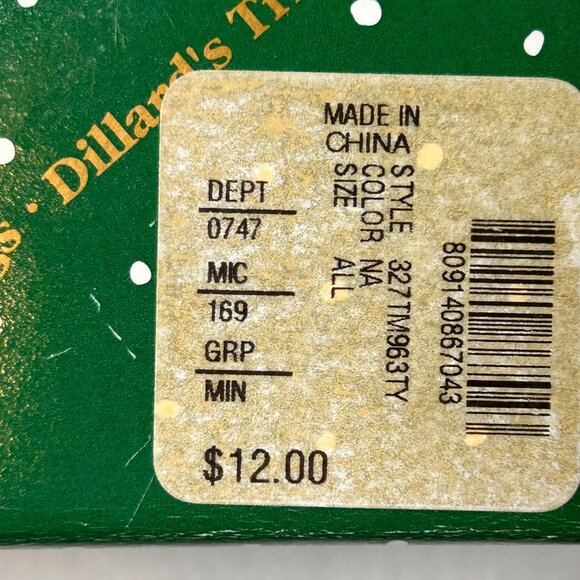 s · Dillard's Tri
MADE IN
CHINA
STYLE 327TM963TY
COLOR NA
SIZE ALL
DEPT
0747
MIC
169
GRP
MIN
$12.00
809140867043